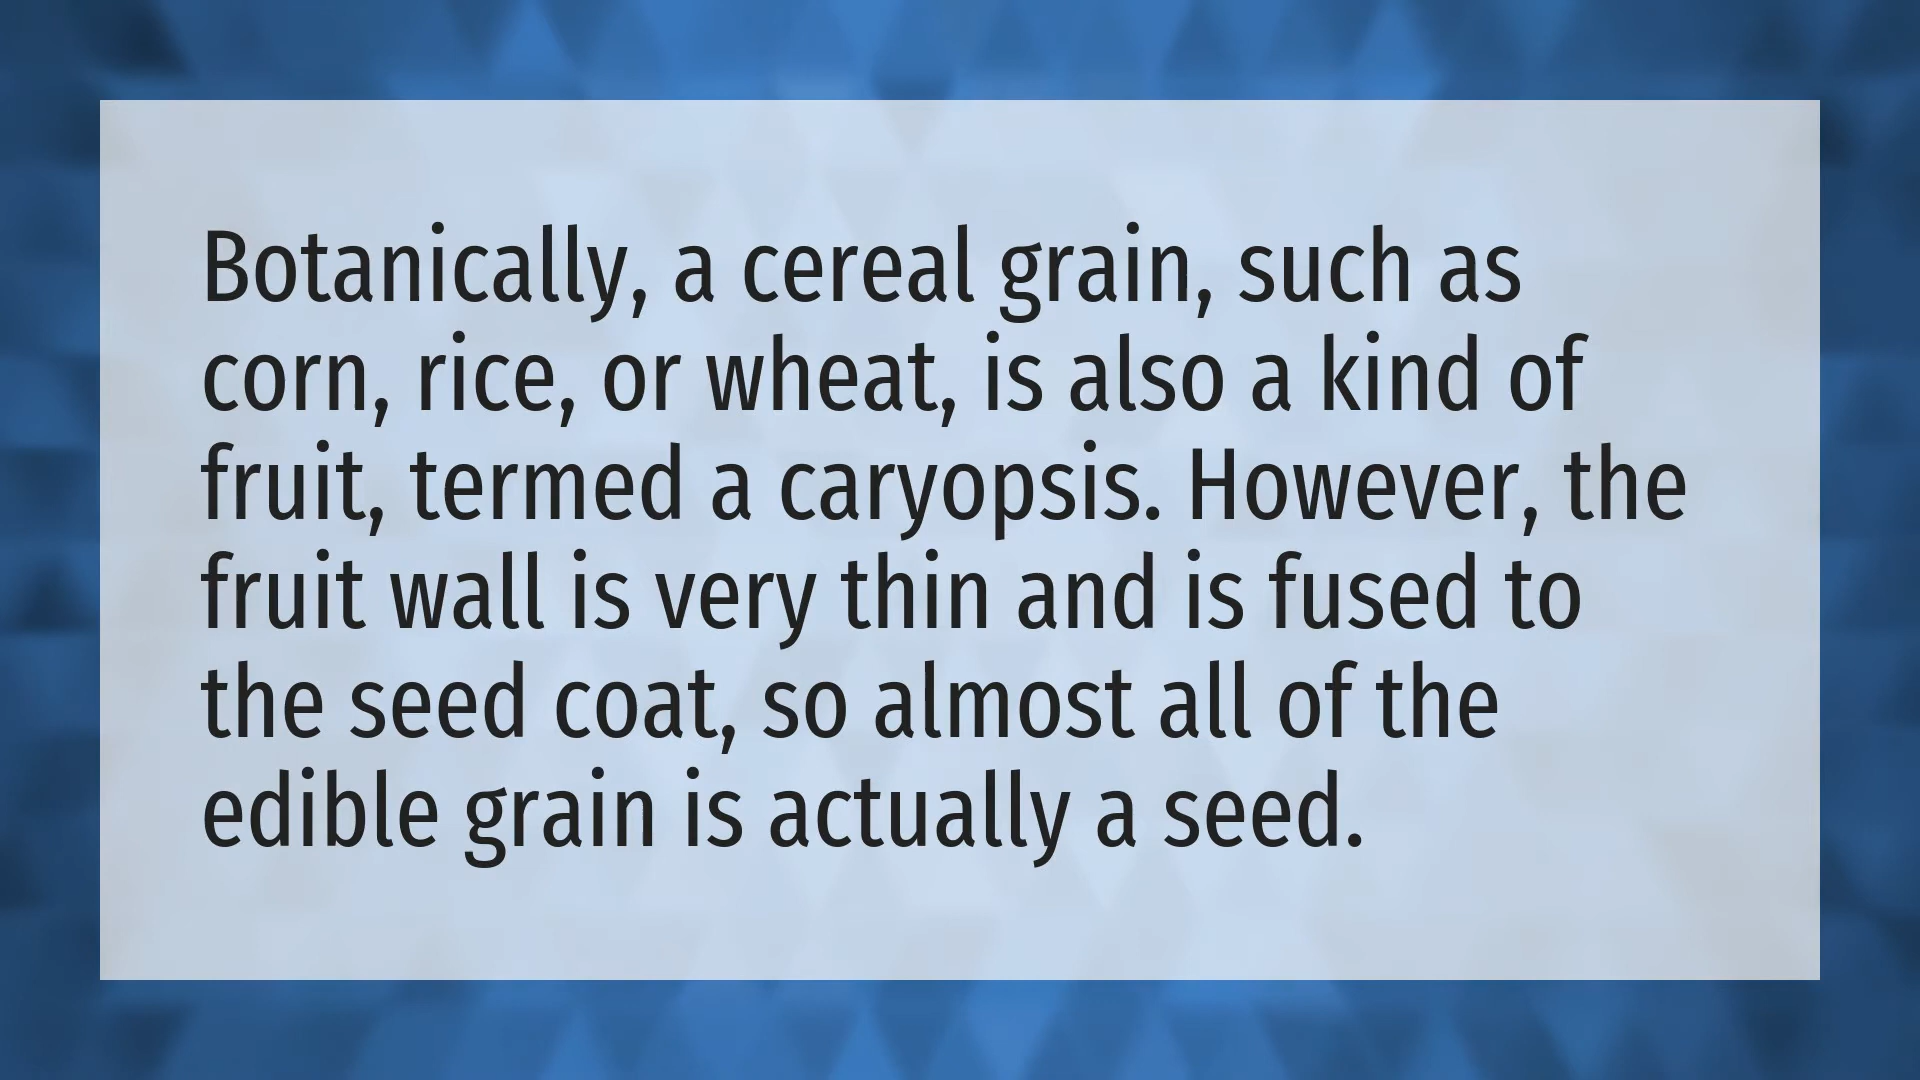 Botanically, a cereal grain, such as
corn, rice, or wheat, is also a kind of
fruit, termed a caryopsis. However, the
fruit wall is very thin and is fused to
the seed coat, so almost all of the
edible grain is actually a seed.